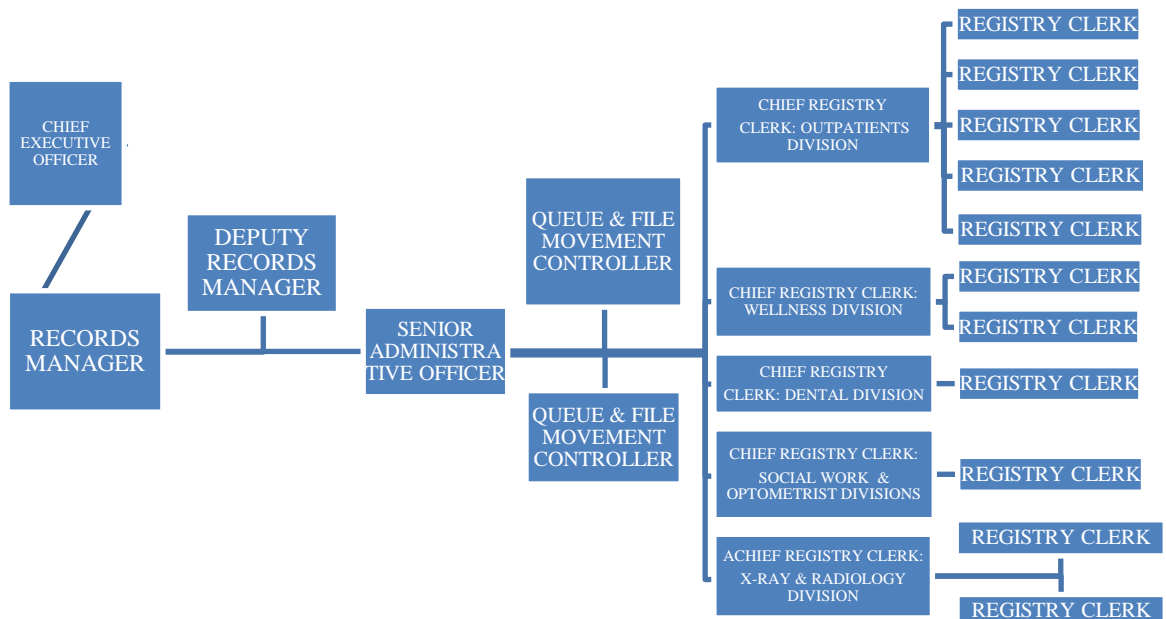 CHIEF
EXECUTIVE
OFFICER
RECORDS
MANAGER
DEPUTY
RECORDS
MANAGER
SENIOR
ADMINISTRA
TIVE OFFICER
QUEUE & FILE
MOVEMENT
CONTROLLER
QUEUE & FILE
MOVEMENT
CONTROLLER
CHIEF REGISTRY
CLERK: OUTPATIENTS
DIVISION
REGISTRY CLERK
REGISTRY CLERK
REGISTRY CLERK
REGISTRY CLERK
REGISTRY CLERK
CHIEF REGISTRY CLERK:
WELLNESS DIVISION
REGISTRY CLERK
REGISTRY CLERK
CHIEF REGISTRY
CLERK: DENTAL DIVISION
REGISTRY CLERK
CHIEF REGISTRY CLERK:
SOCIAL WORK &
OPTOMETRIST DIVISIONS
REGISTRY CLERK
ACHIEF REGISTRY CLERK:
X-RAY & RADIOLOGY
DIVISION
REGISTRY CLERK
REGISTRY CLERK